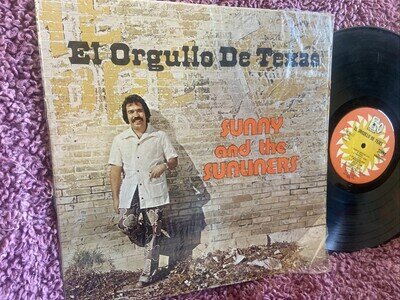 El Orgullo De Texas
SUNNY
and the
SUNLINERS